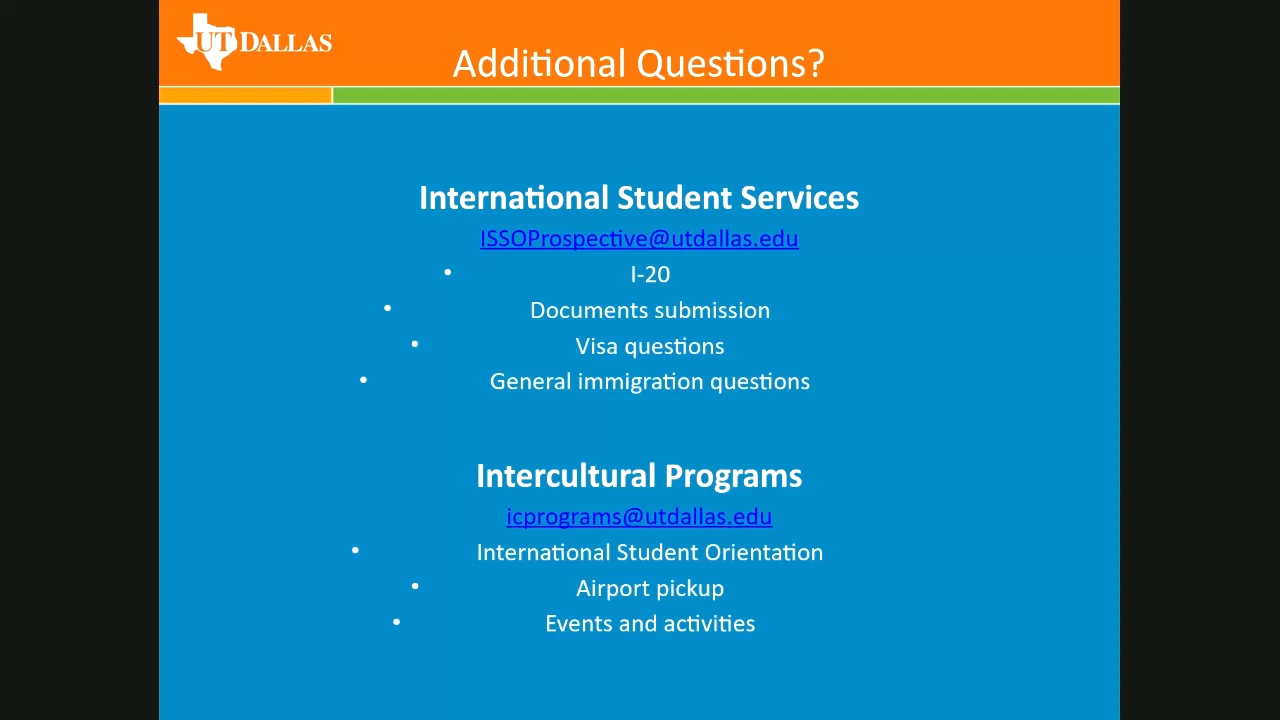 UT DALLAS
Additional Questions?
International Student Services
ISSOProspective@utdallas.edu
• I-20
• Documents submission
• Visa questions
• General immigration questions
Intercultural Programs
icprograms@utdallas.edu
• International Student Orientation
• Airport pickup
• Events and activities